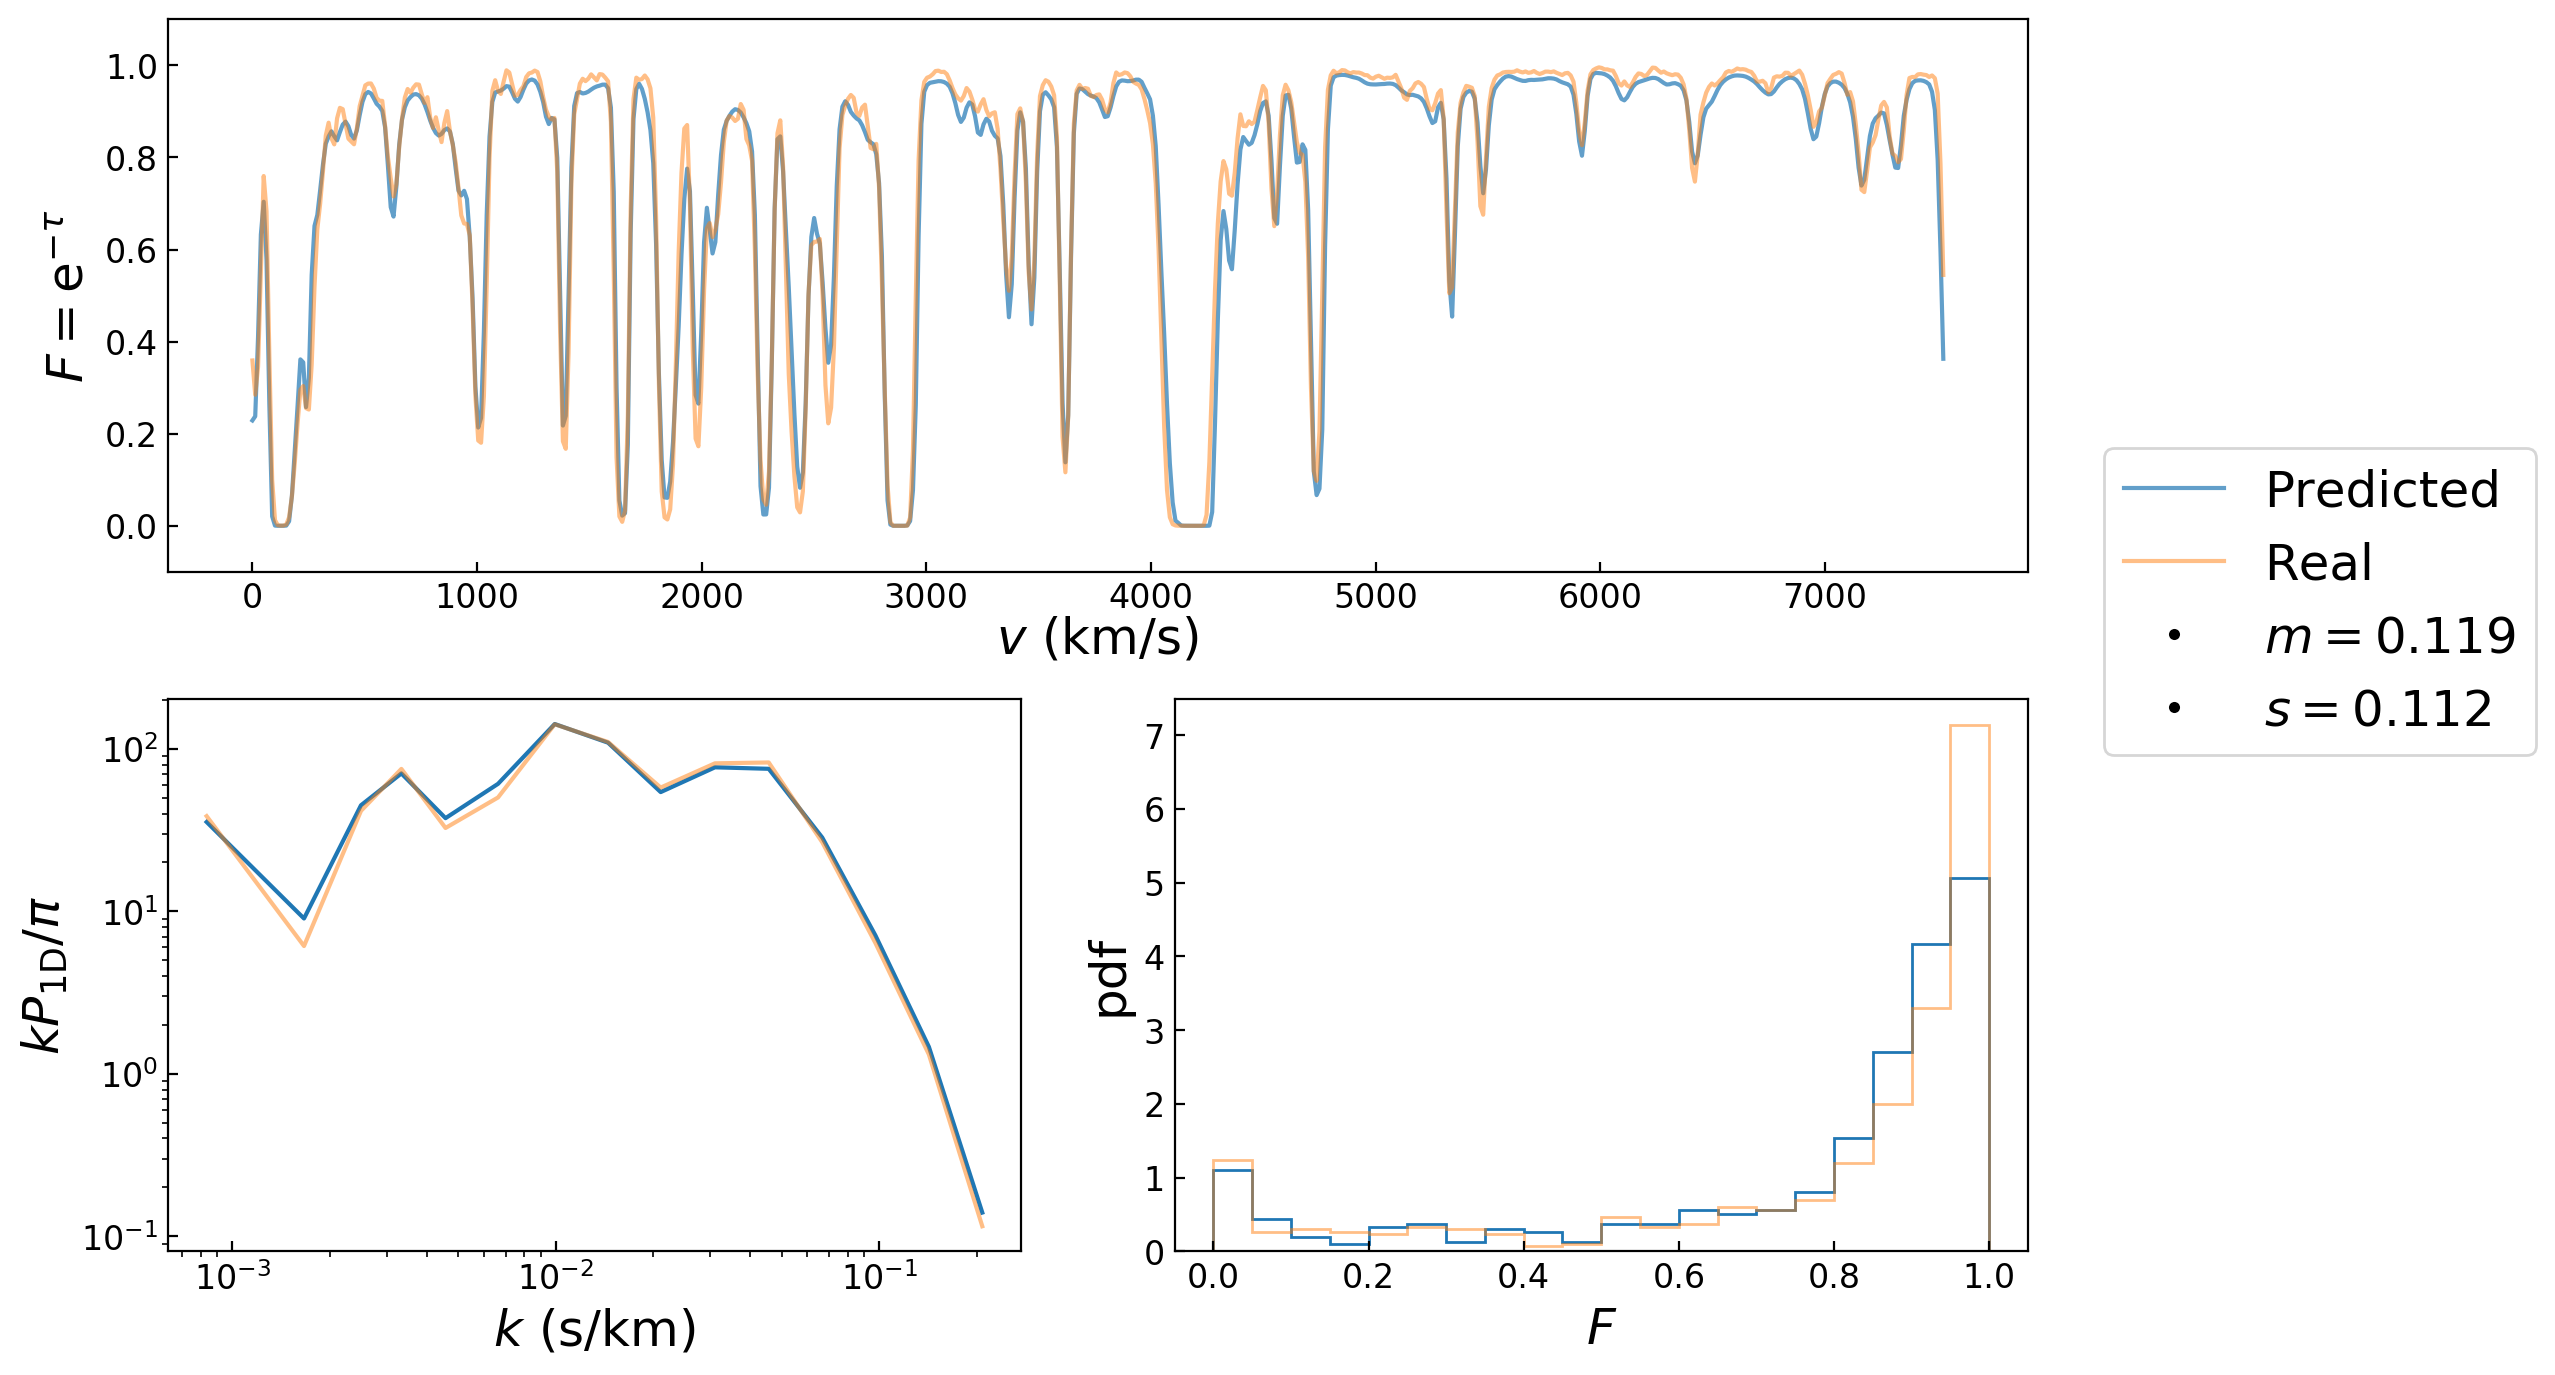 F = e^{−τ}
1.0
0.8
0.6
0.4
0.2
0.0
0 1000 2000 3000 4000 5000 6000 7000
v (km/s)
Predicted
Real
m = 0.119
s = 0.112
kP_{1D}/π
10^2
10^1
10^0
10^{−1}
10^{−3} 10^{−2} 10^{−1}
k (s/km)
pdf
7
6
5
4
3
2
1
0
0.0 0.2 0.4 0.6 0.8 1.0
F